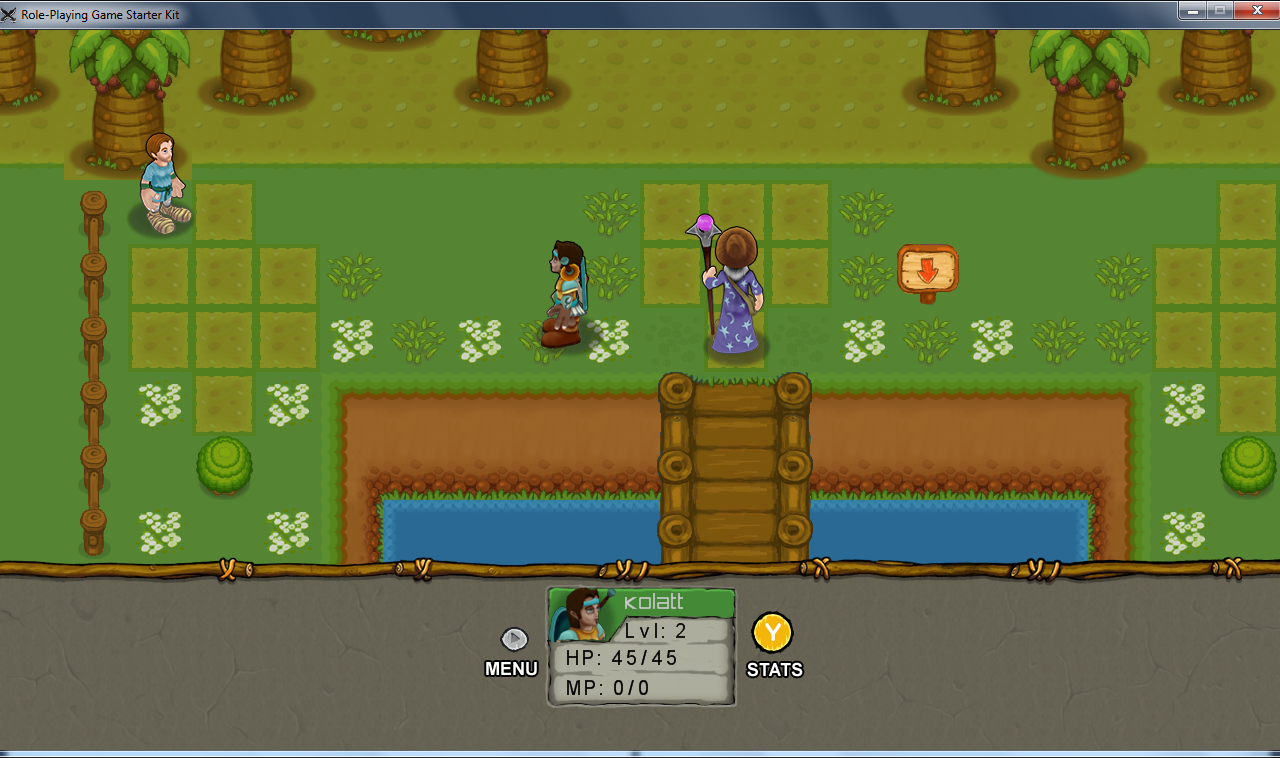 Role-Playing Game Starter Kit
Kolatt
Lvl: 2
HP: 45/45
MP: 0/0
MENU
Y
STATS